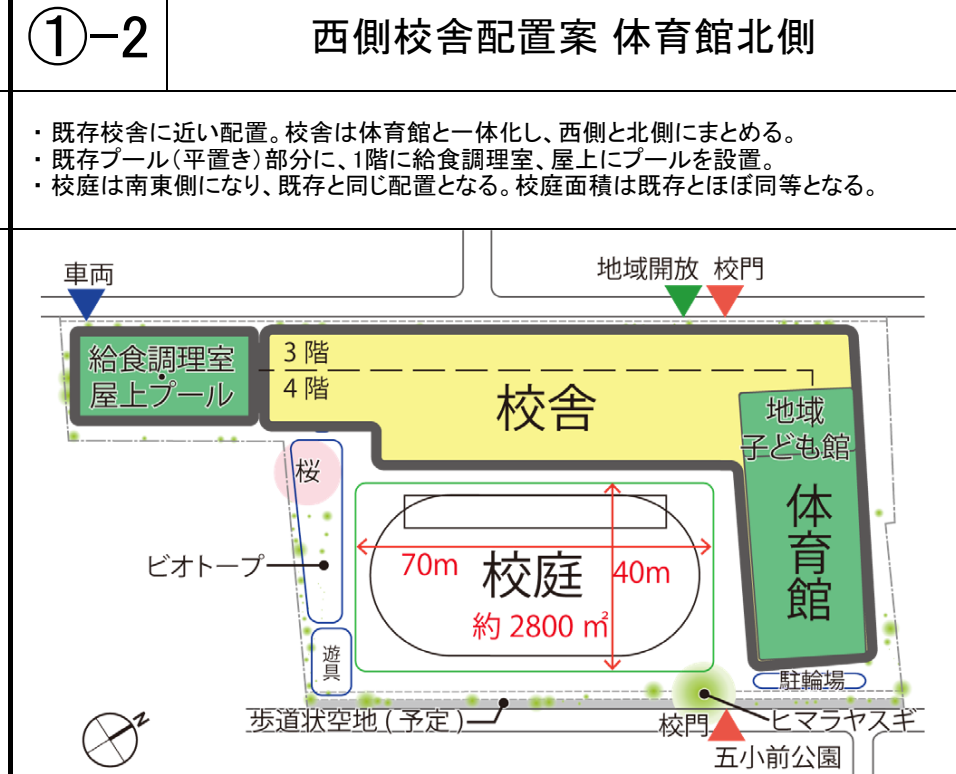 ①-2
西側校舎配置案 体育館北側
・ 既存校舎に近い配置。校舎は体育館と一体化し、西側と北側にまとめる。
・ 既存プール（平置き）部分に、1階に給食調理室、屋上にプールを設置。
・ 校庭は南東側になり、既存と同じ配置となる。校庭面積は既存とほぼ同等となる。
車両
地域開放 校門
給食調理室
・
屋上プール
3 階
4 階
校舎
地域
子ども館
体育館
桜
ビオトープ
70m
校庭
40m
約 2800 ㎡
遊具
駐輪場
歩道状空地 ( 予定 )
校門
ヒマラヤスギ
五小前公園
N